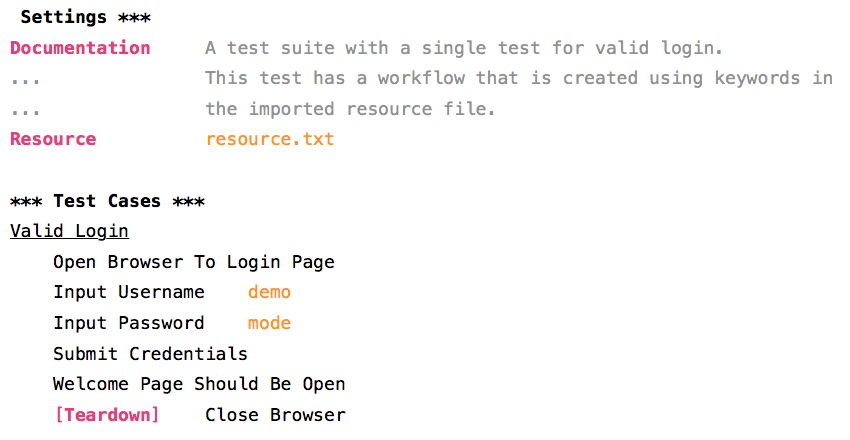 Settings ***
Documentation     A test suite with a single test for valid login.
...               This test has a workflow that is created using keywords in
...               the imported resource file.
Resource          resource.txt
*** Test Cases ***
Valid Login
    Open Browser To Login Page
    Input Username    demo
    Input Password    mode
    Submit Credentials
    Welcome Page Should Be Open
    [Teardown]    Close Browser